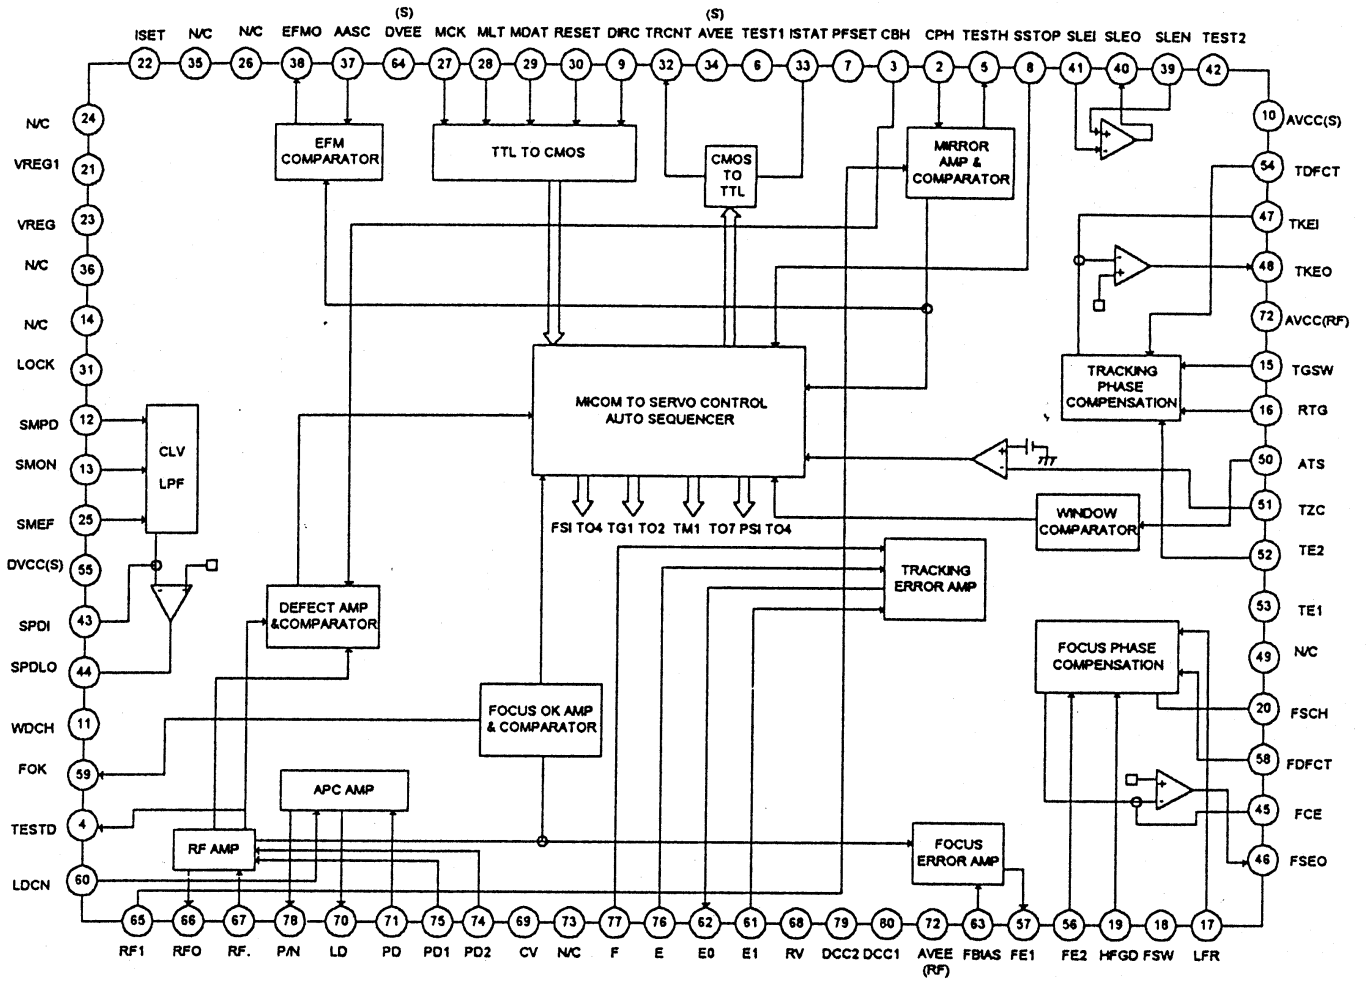 (S) (S)
ISET N/C N/C EFMO AASC DVEE MCK MLT MDAT RESET DIRC TRCNT AVEE TEST1 ISTAT PFSET CBH CPH TESTH SSTOP SLEI SLEO SLEN TEST2
22 35 26 38 37 64 27 28 29 30 9 32 34 6 33 7 3 2 5 8 41 40 39 42
24 N/C
21 VREG1
23 VREG
36 N/C
14 N/C
31 LOCK
12 SMPD
13 SMON
25 SMEF
55 DVCC(S)
43 SPDI
44 SPDLO
11 WDCH
59 FOK
4 TESTD
60 LDCN
EFM
COMPARATOR
TTL TO CMOS
CMOS
TO
TTL
MIRROR
AMP &
COMPARATOR
+
-
-
+
TRACKING
PHASE
COMPENSATION
MICOM TO SERVO CONTROL
AUTO SEQUENCER
FSI TO4 TG1 TO2 TM1 TO7 PSI TO4
+
-
WINDOW
COMPARATOR
CLV
LPF
-
+
TRACKING
ERROR AMP
DEFECT AMP
&COMPARATOR
FOCUS PHASE
COMPENSATION
FOCUS OK AMP
& COMPARATOR
APC AMP
+
-
RF AMP
FOCUS
ERROR AMP
10 AVCC(S)
54 TDFCT
47 TKEI
48 TKEO
72 AVCC(RF)
15 TGSW
16 RTG
50 ATS
51 TZC
52 TE2
53 TE1
49 N/C
20 FSCH
58 FDFCT
45 FCE
46 FSEO
65 66 67 78 70 71 75 74 69 73 77 76 62 61 68 79 80 72 63 57 56 19 18 17
RF1 RFO RF. P/N LD PD PD1 PD2 CV N/C F E E0 E1 RV DCC2 DCC1 AVEE FBIAS FE1 FE2 HFGD FSW LFR
(RF)